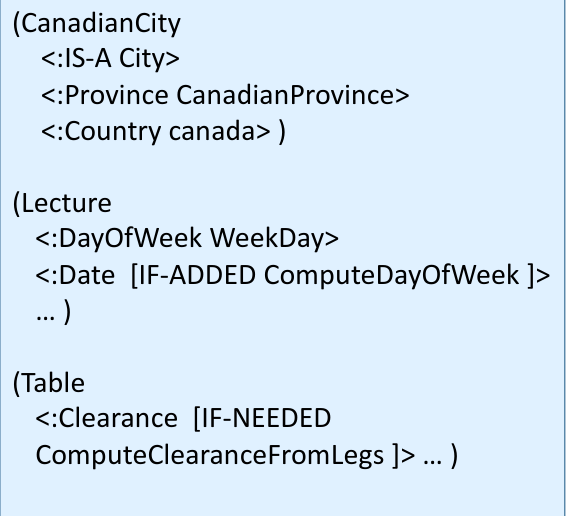 (CanadianCity
<:IS-A City>
<:Province CanadianProvince>
<:Country canada> )
(Lecture
<:DayOfWeek WeekDay>
<:Date [IF-ADDED ComputeDayOfWeek ]>
… )
(Table
<:Clearance [IF-NEEDED
ComputeClearanceFromLegs ]> … )